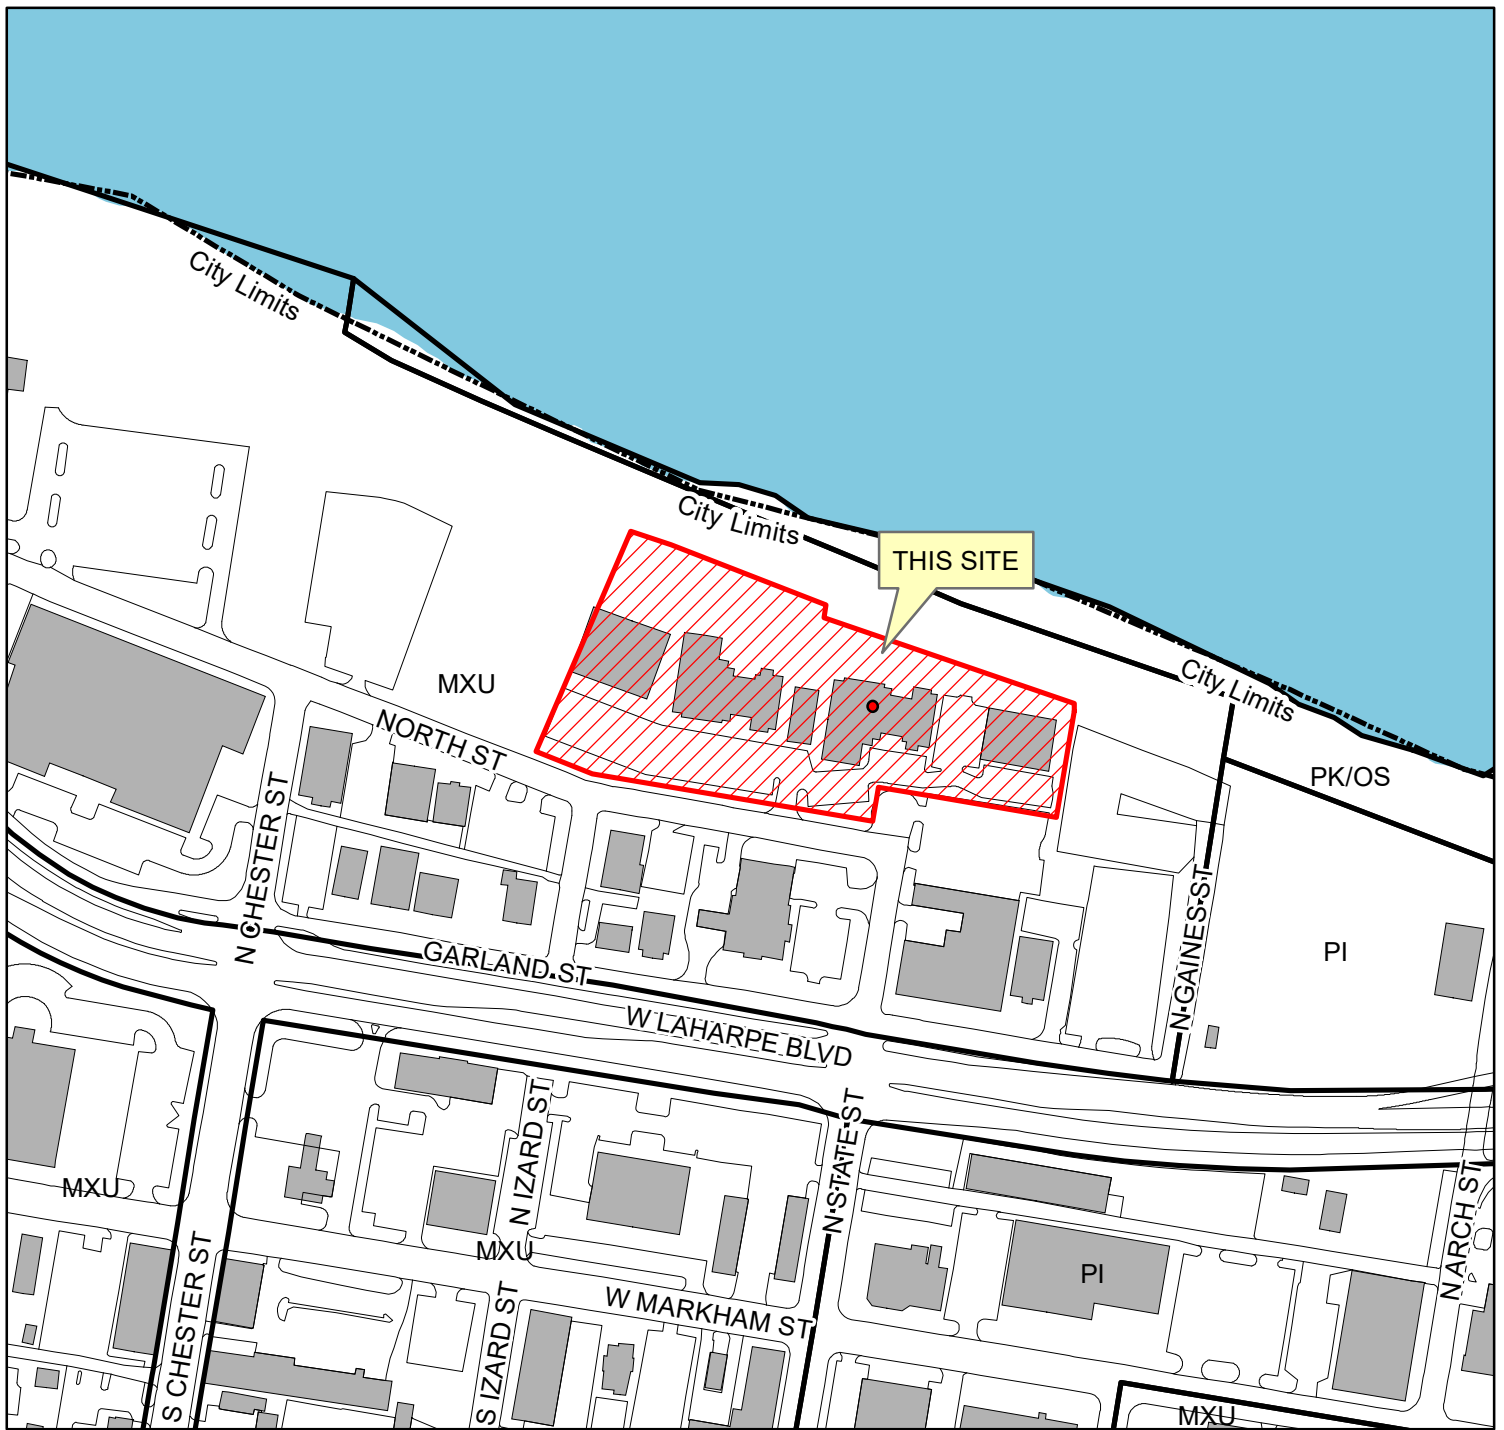 City Limits
City Limits
THIS SITE
City Limits
MXU
NORTH ST
PK/OS
N CHESTER ST
GARLAND ST
N GAINES ST
PI
W LAHARPE BLVD
N IZARD ST
N STATE ST
MXU
N ARCH ST
MXU
PI
S CHESTER ST
S IZARD ST
W MARKHAM ST
MXU